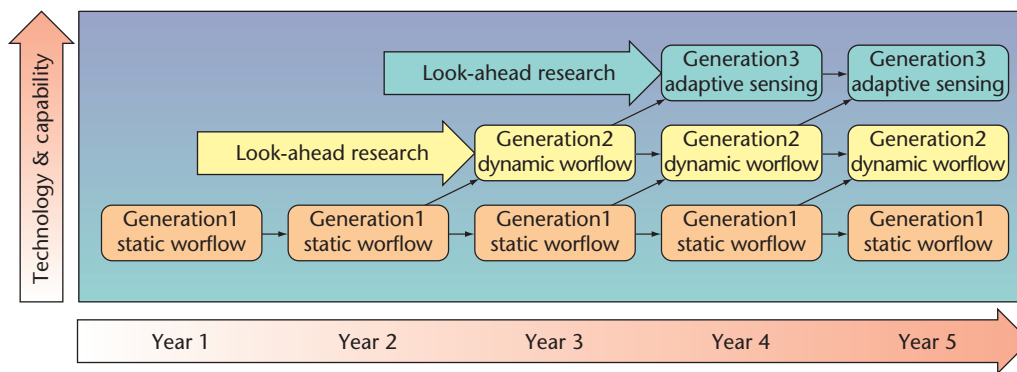 Technology & capability
Look-ahead research
Generation3
adaptive sensing
Generation3
adaptive sensing
Look-ahead research
Generation2
dynamic worflow
Generation2
dynamic worflow
Generation2
dynamic worflow
Generation1
static worflow
Generation1
static worflow
Generation1
static worflow
Generation1
static worflow
Generation1
static worflow
Year 1
Year 2
Year 3
Year 4
Year 5